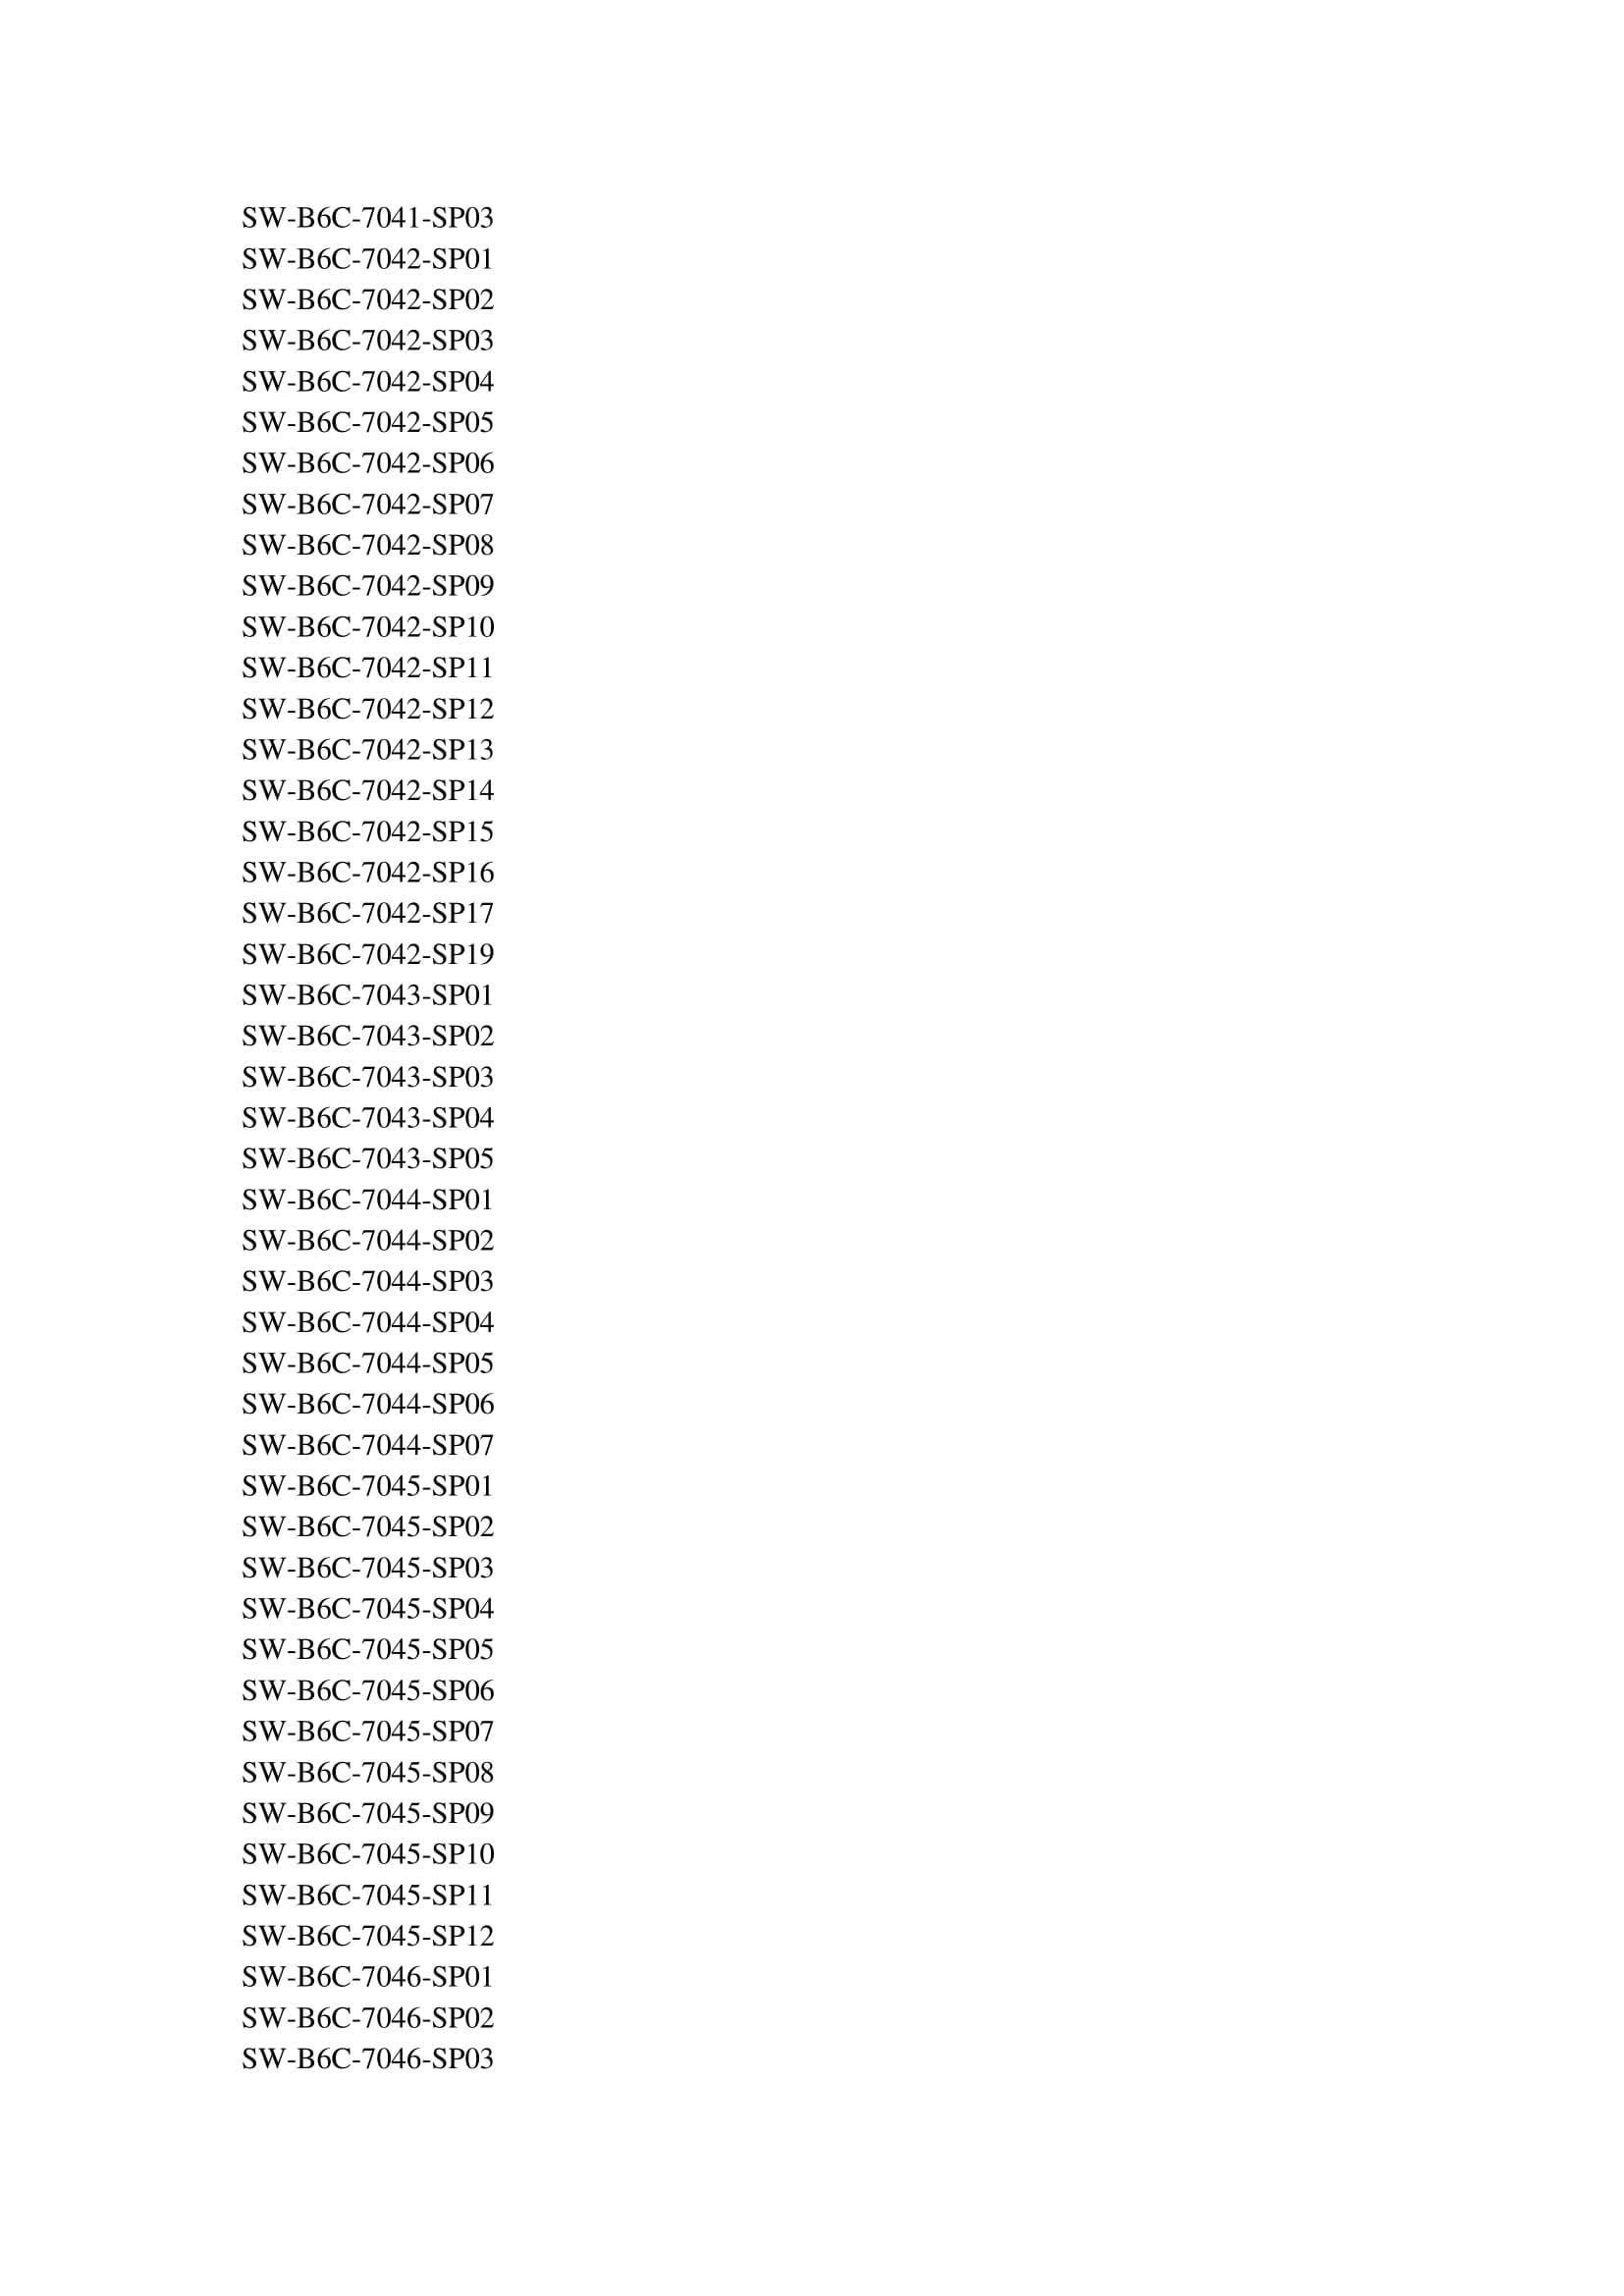 SW-B6C-7041-SP03
SW-B6C-7042-SP01
SW-B6C-7042-SP02
SW-B6C-7042-SP03
SW-B6C-7042-SP04
SW-B6C-7042-SP05
SW-B6C-7042-SP06
SW-B6C-7042-SP07
SW-B6C-7042-SP08
SW-B6C-7042-SP09
SW-B6C-7042-SP10
SW-B6C-7042-SP11
SW-B6C-7042-SP12
SW-B6C-7042-SP13
SW-B6C-7042-SP14
SW-B6C-7042-SP15
SW-B6C-7042-SP16
SW-B6C-7042-SP17
SW-B6C-7042-SP19
SW-B6C-7043-SP01
SW-B6C-7043-SP02
SW-B6C-7043-SP03
SW-B6C-7043-SP04
SW-B6C-7043-SP05
SW-B6C-7044-SP01
SW-B6C-7044-SP02
SW-B6C-7044-SP03
SW-B6C-7044-SP04
SW-B6C-7044-SP05
SW-B6C-7044-SP06
SW-B6C-7044-SP07
SW-B6C-7045-SP01
SW-B6C-7045-SP02
SW-B6C-7045-SP03
SW-B6C-7045-SP04
SW-B6C-7045-SP05
SW-B6C-7045-SP06
SW-B6C-7045-SP07
SW-B6C-7045-SP08
SW-B6C-7045-SP09
SW-B6C-7045-SP10
SW-B6C-7045-SP11
SW-B6C-7045-SP12
SW-B6C-7046-SP01
SW-B6C-7046-SP02
SW-B6C-7046-SP03